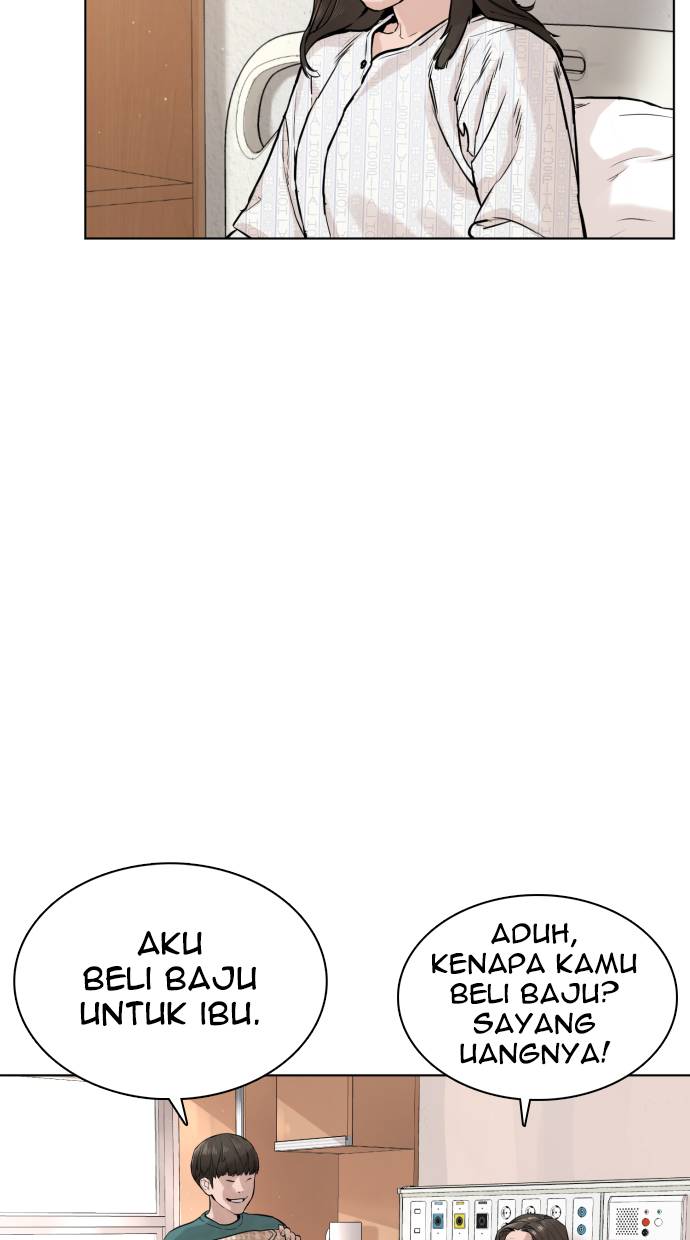 AKU
BELI BAJU
UNTUK IBU.
ADUH,
KENAPA KAMU
BELI BAJU?
SAYANG
UANGNYA!